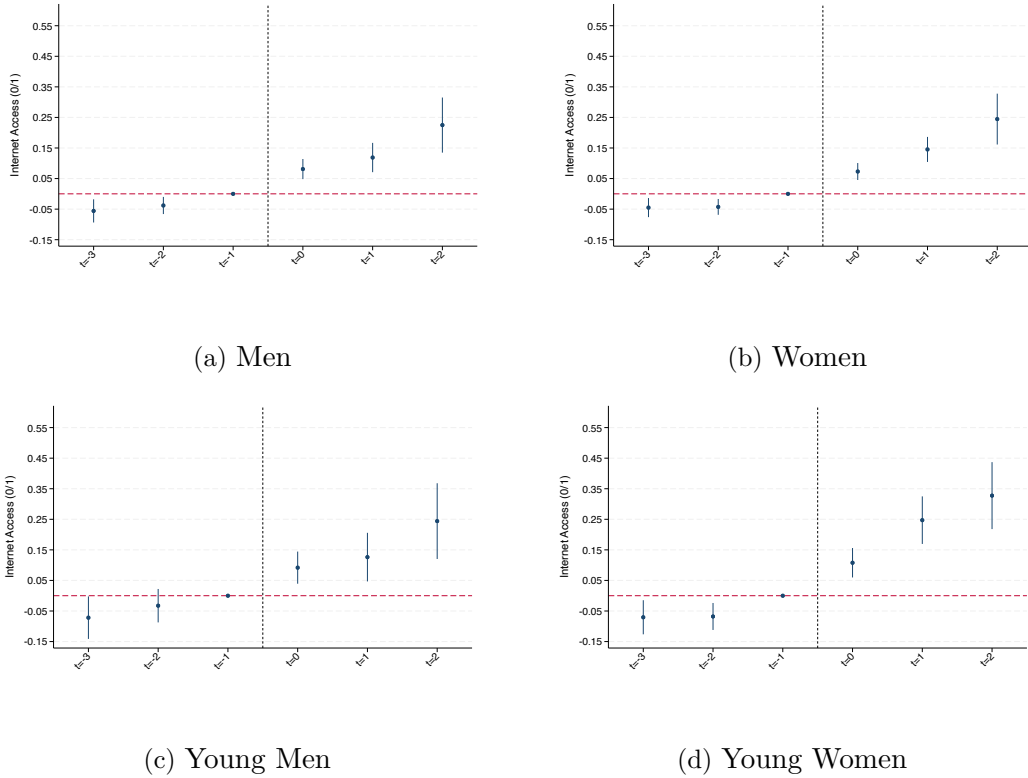 Internet Access (0/1)
0.55
0.45
0.35
0.25
0.15
0.05
-0.05
-0.15
t=-3
t=-2
t=-1
t=0
t=1
t=2
(a) Men
Internet Access (0/1)
0.55
0.45
0.35
0.25
0.15
0.05
-0.05
-0.15
t=-3
t=-2
t=-1
t=0
t=1
t=2
(b) Women
Internet Access (0/1)
0.55
0.45
0.35
0.25
0.15
0.05
-0.05
-0.15
t=-3
t=-2
t=-1
t=0
t=1
t=2
(c) Young Men
Internet Access (0/1)
0.55
0.45
0.35
0.25
0.15
0.05
-0.05
-0.15
t=-3
t=-2
t=-1
t=0
t=1
t=2
(d) Young Women